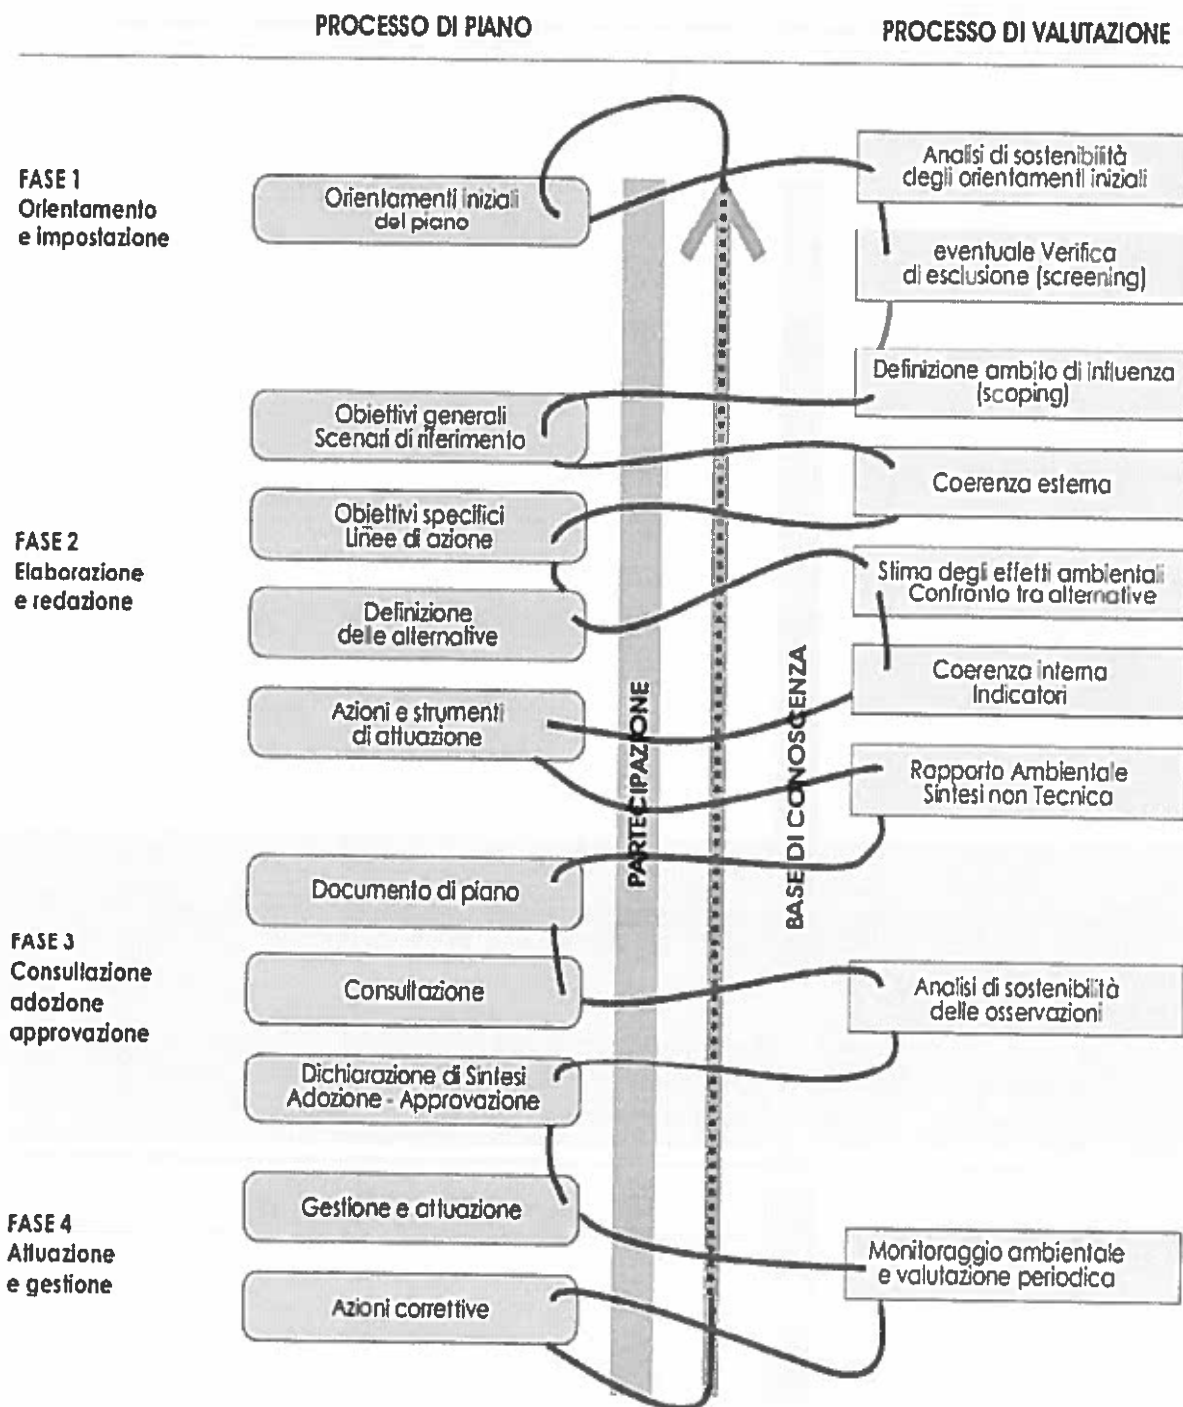 PROCESSO DI PIANO
PROCESSO DI VALUTAZIONE
FASE 1
Orientamento
e impostazione
Orientamenti iniziali
del piano
Analisi di sostenibilità
degli orientamenti iniziali
eventuale Verifica
di esclusione (screening)
Definizione ambito di influenza
(scoping)
FASE 2
Elaborazione
e redazione
Obiettivi generali
Scenari di riferimento
Coerenza esterna
Obiettivi specifici
Linee di azione
Definizione
delle alternative
Stima degli effetti ambientali
Confronto tra alternative
Coerenza interna
Indicatori
Azioni e strumenti
di attuazione
Rapporto Ambientale
Sintesi non Tecnica
PARTECIPAZIONE
BASE DI CONOSCENZA
FASE 3
Consultazione
adozione
approvazione
Documento di piano
Consultazione
Analisi di sostenibilità
delle osservazioni
Dichiarazione di Sintesi
Adozione - Approvazione
FASE 4
Attuazione
e gestione
Gestione e attuazione
Monitoraggio ambientale
e valutazione periodica
Azioni correttive